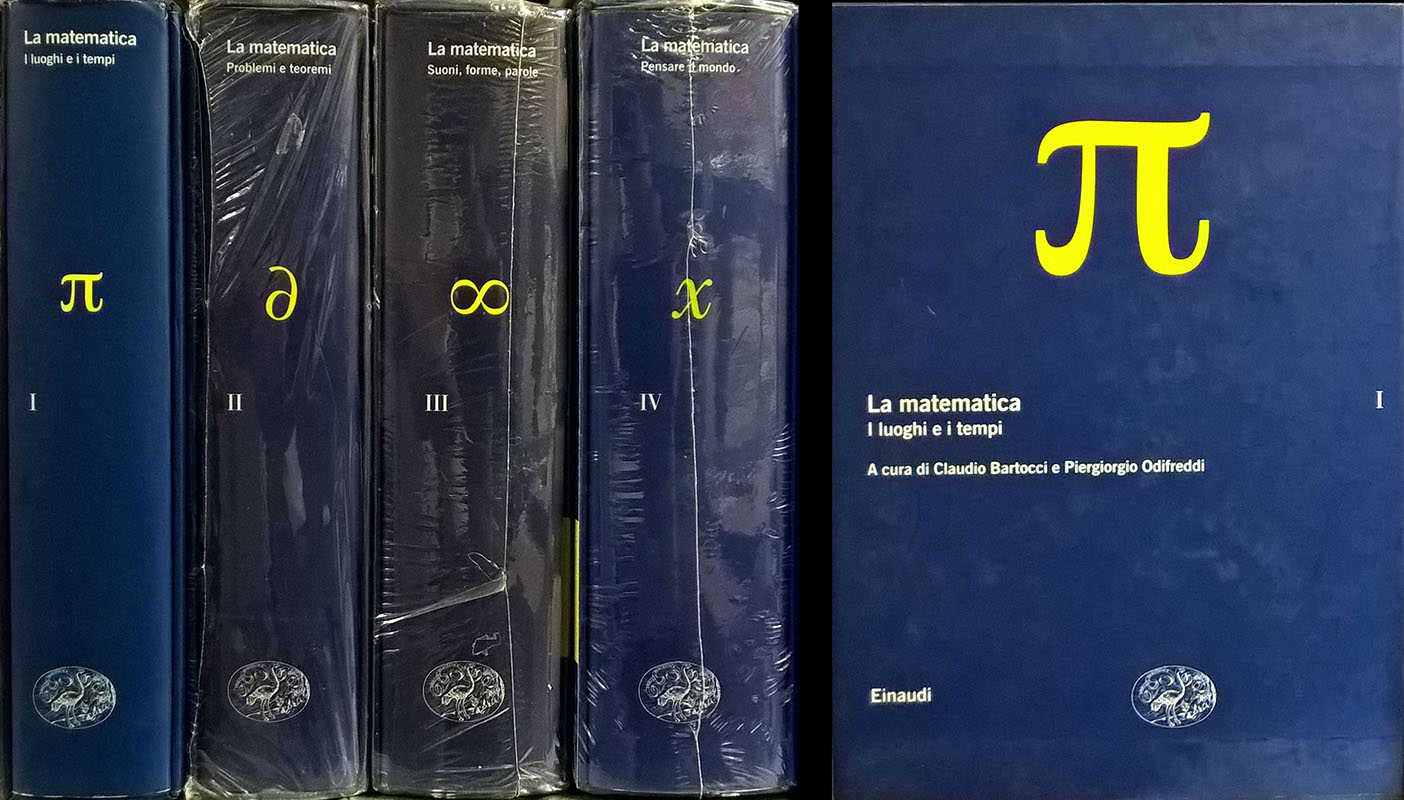 La matematica
I luoghi e i tempi
π
I
La matematica
Problemi e teoremi
∂
II
La matematica
Suoni, forme, parole
∞
III
La matematica
Pensare il mondo
x
IV
π
La matematica
I luoghi e i tempi
I
A cura di Claudio Bartocci e Piergiorgio Odifreddi
Einaudi